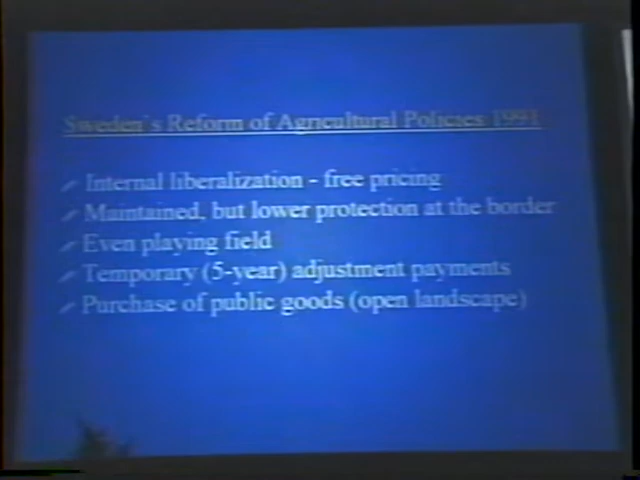 Sweden's Reform of Agricultural Policies 1991
Internal liberalization - free pricing
Maintained, but lower protection at the border
Even playing field
Temporary (5-year) adjustment payments
Purchase of public goods (open landscape)